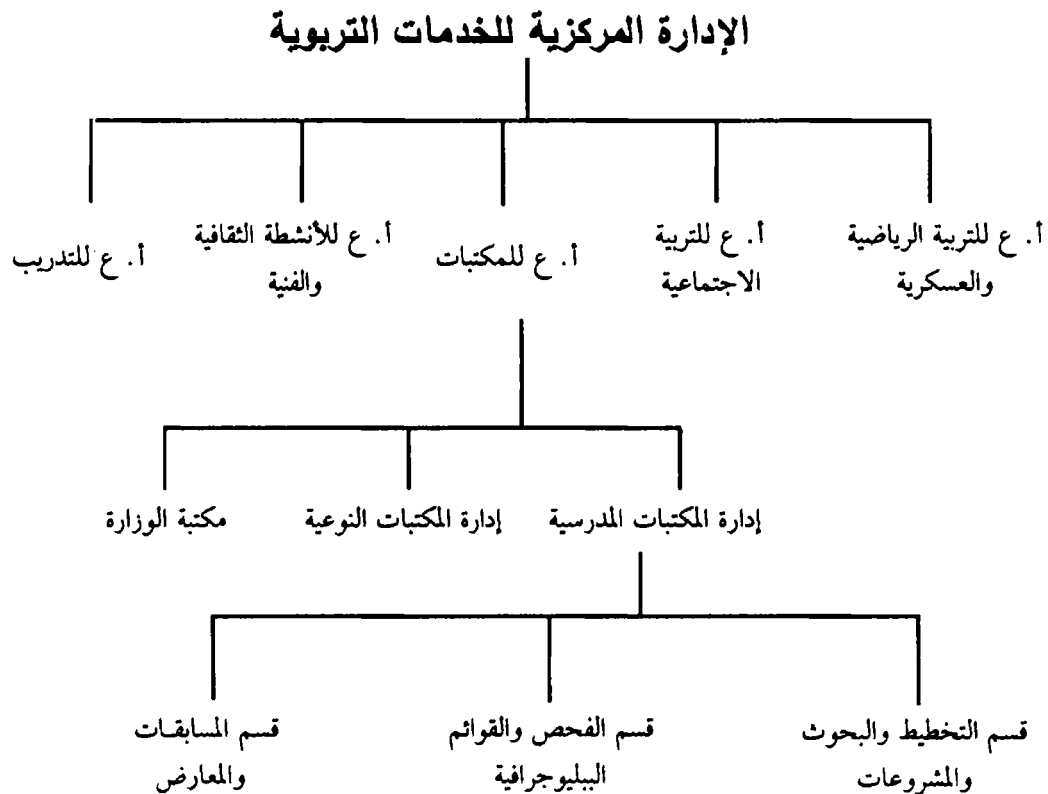 الإدارة المركزية للخدمات التربوية
أ. ع للتربية الرياضية
والعسكرية
أ. ع للتربية
الاجتماعية
أ. ع للمكتبات
أ. ع للأنشطة الثقافية
والفنية
أ. ع للتدريب
إدارة المكتبات المدرسية
إدارة المكتبات النوعية
مكتبة الوزارة
قسم التخطيط والبحوث
والمشروعات
قسم الفحص والقوائم
الببليوجرافية
قسم المسابقات
والمعارض